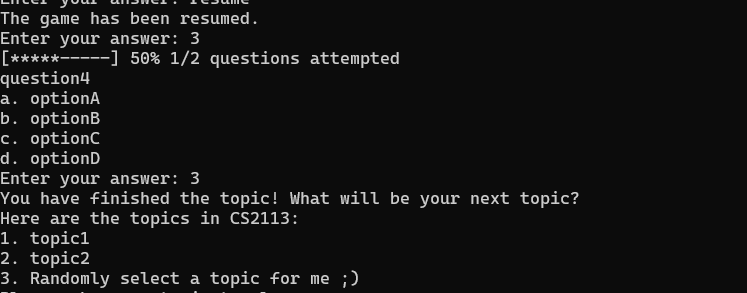 Enter your answer: resume
The game has been resumed.
Enter your answer: 3
[*****-----] 50% 1/2 questions attempted
question4
a. optionA
b. optionB
c. optionC
d. optionD
Enter your answer: 3
You have finished the topic! What will be your next topic?
Here are the topics in CS2113:
1. topic1
2. topic2
3. Randomly select a topic for me ;)